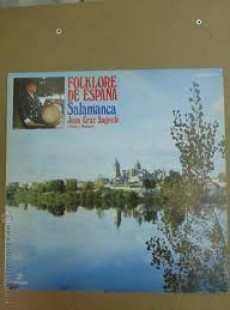 FOLKLORE
DE ESPAÑA
Salamanca
Juan Cruz Sagredo